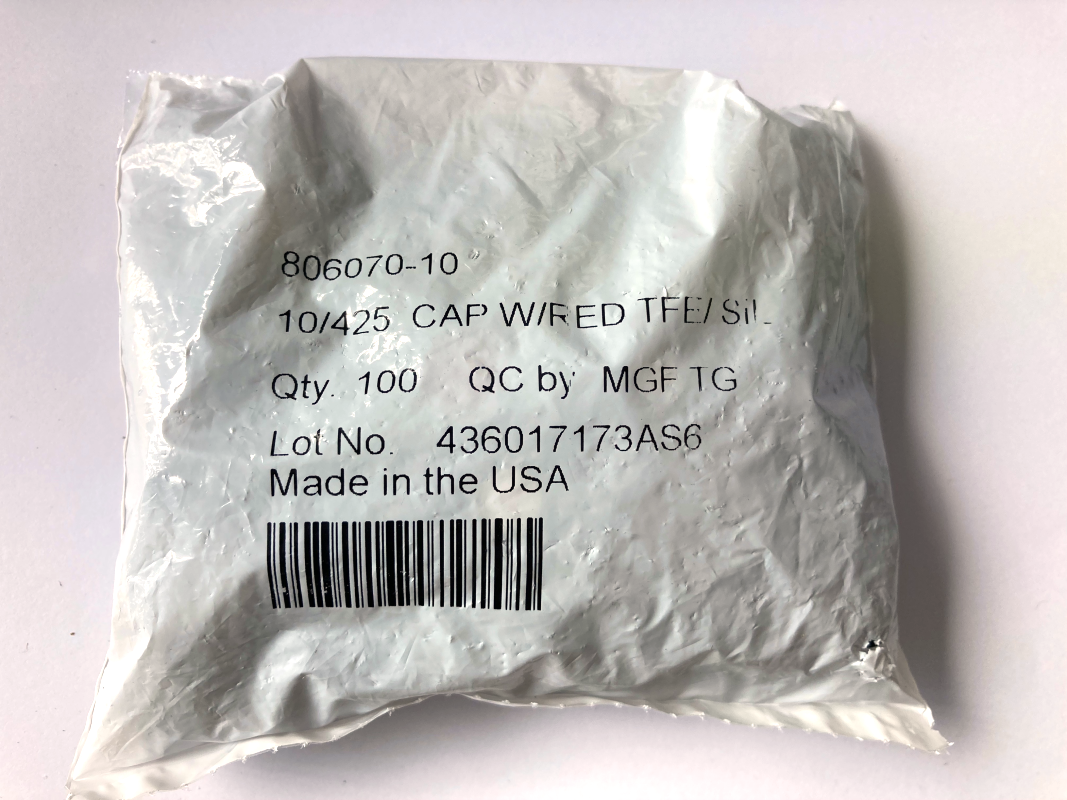 806070-10
10/425 CAP W/RED TFE/ SIL
Qty. 100 QC by MGF TG
Lot No. 436017173AS6
Made in the USA